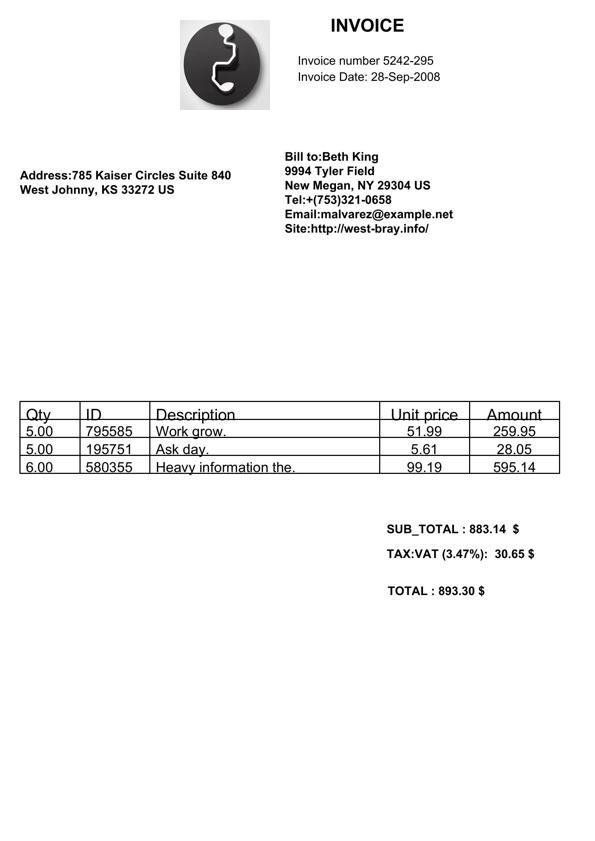 INVOICE
Invoice number 5242-295
Invoice Date: 28-Sep-2008
Address:785 Kaiser Circles Suite 840
West Johnny, KS 33272 US
Bill to:Beth King
9994 Tyler Field
New Megan, NY 29304 US
Tel:+(753)321-0658
Email:malvarez@example.net
Site:http://west-bray.info/
Qty ID Description Unit price Amount
5.00 795585 Work grow. 51.99 259.95
5.00 195751 Ask day. 5.61 28.05
6.00 580355 Heavy information the. 99.19 595.14
SUB_TOTAL : 883.14 $
TAX:VAT (3.47%): 30.65 $
TOTAL : 893.30 $